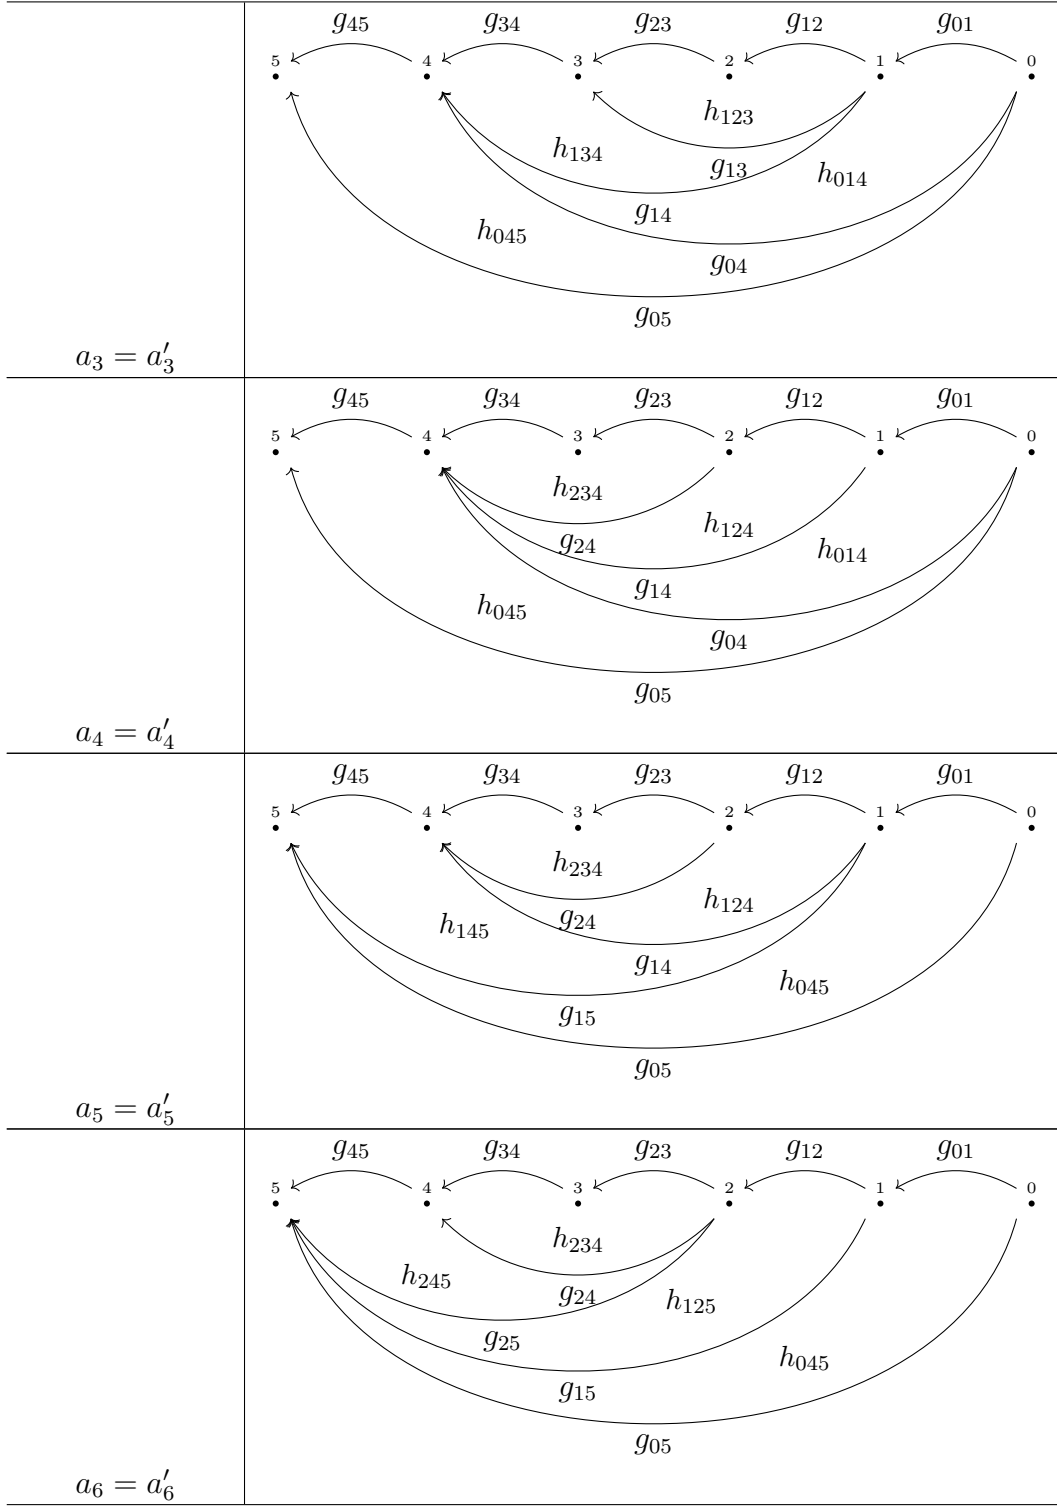 g₄₅ g₃₄ g₂₃ g₁₂ g₀₁
5 4 3 2 1 0
h₁₂₃
h₁₃₄ g₁₃ h₀₁₄
g₁₄
h₀₄₅
g₀₄
g₀₅
a₃ = a′₃
g₄₅ g₃₄ g₂₃ g₁₂ g₀₁
5 4 3 2 1 0
h₂₃₄
g₂₄ h₁₂₄ h₀₁₄
g₁₄
h₀₄₅
g₀₄
g₀₅
a₄ = a′₄
g₄₅ g₃₄ g₂₃ g₁₂ g₀₁
5 4 3 2 1 0
h₂₃₄
h₁₄₅ g₂₄ h₁₂₄
g₁₄
h₀₄₅
g₁₅
g₀₅
a₅ = a′₅
g₄₅ g₃₄ g₂₃ g₁₂ g₀₁
5 4 3 2 1 0
h₂₃₄
h₂₄₅ g₂₄ h₁₂₅
g₂₅
h₀₄₅
g₁₅
g₀₅
a₆ = a′₆